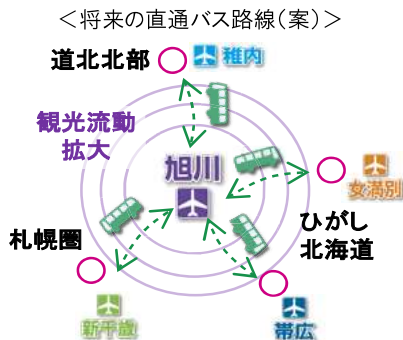 ＜将来の直通バス路線（案）＞
道北北部
稚内
観光流動
拡大
旭川
女満別
ひがし
北海道
札幌圏
新千歳
帯広